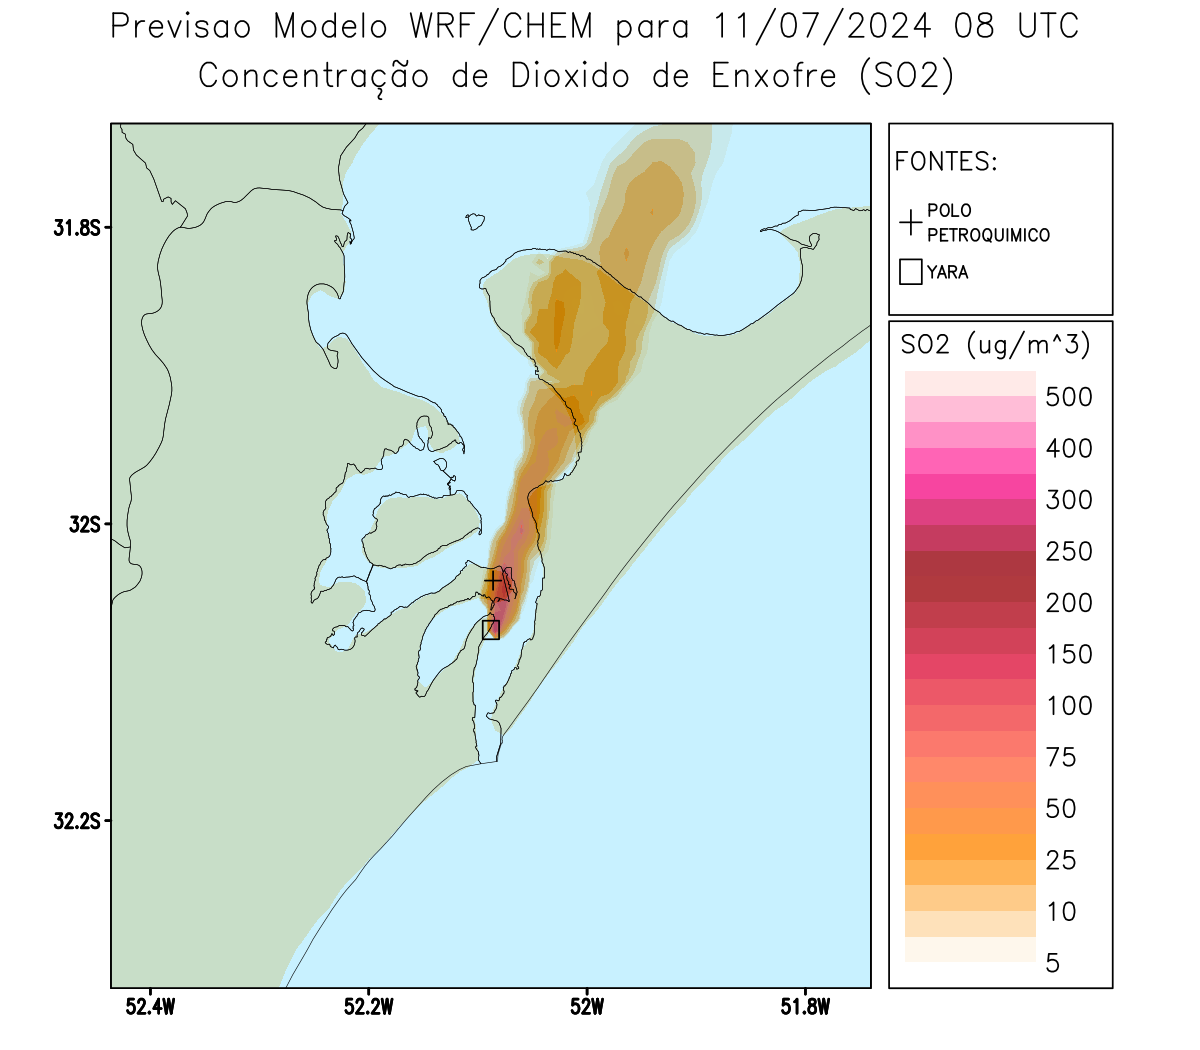 Previsao Modelo WRF/CHEM para 11/07/2024 08 UTC
Concentração de Dioxido de Enxofre (SO2)
FONTES:
POLO
PETROQUIMICO
YARA
31.8S
32S
32.2S
52.4W
52.2W
52W
51.8W
SO2 (ug/m^3)
500
400
300
250
200
150
100
75
50
25
10
5